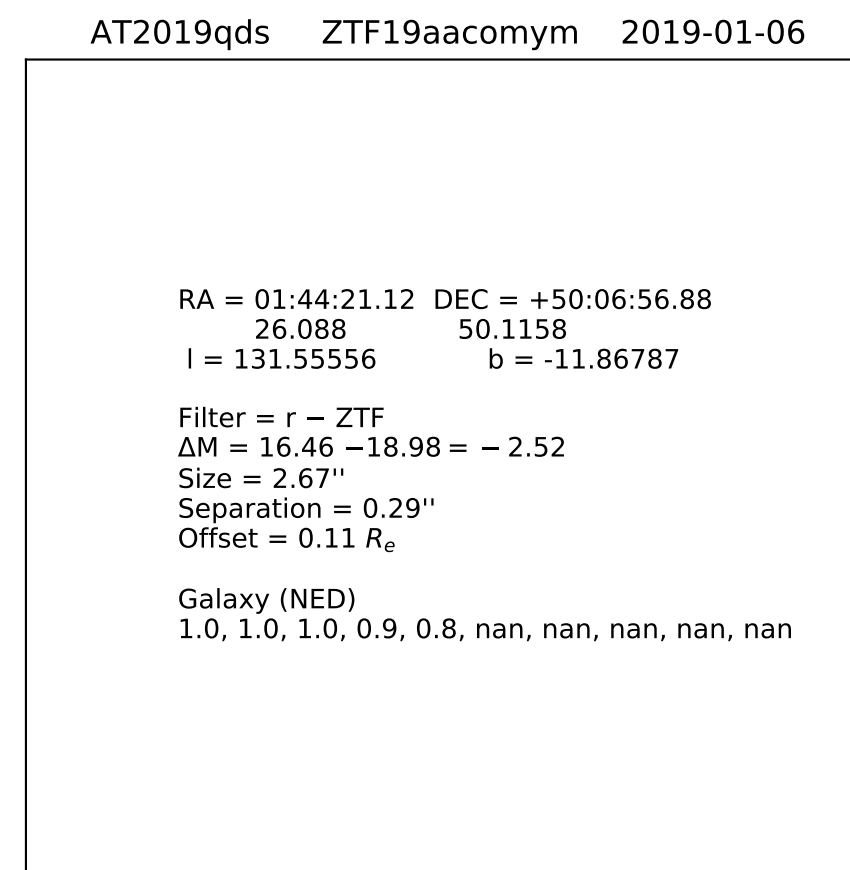 AT2019qds ZTF19aacomym 2019-01-06
RA = 01:44:21.12 DEC = +50:06:56.88
26.088 50.1158
l = 131.55556 b = -11.86787
Filter = r − ZTF
ΔM = 16.46 −18.98 = − 2.52
Size = 2.67''
Separation = 0.29''
Offset = 0.11 Re
Galaxy (NED)
1.0, 1.0, 1.0, 0.9, 0.8, nan, nan, nan, nan, nan